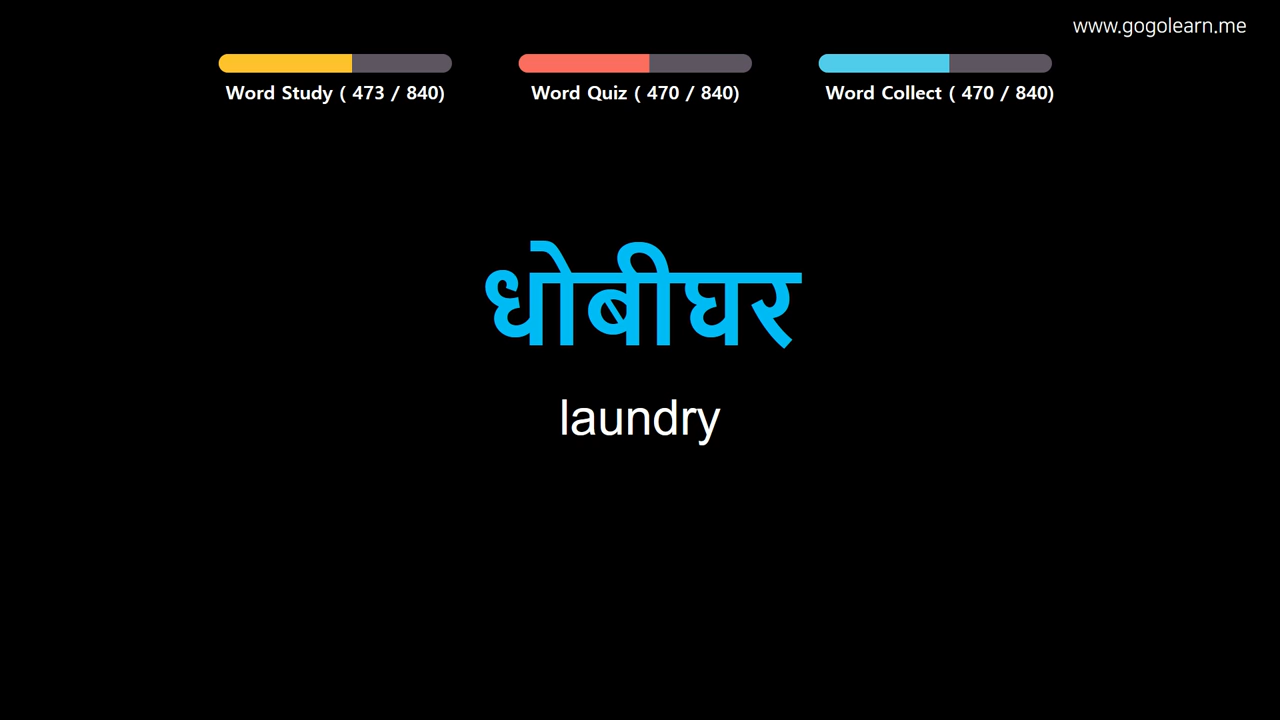 www.gogolearn.me
Word Study ( 473 / 840)
Word Quiz ( 470 / 840)
Word Collect ( 470 / 840)
धोबीघर
laundry